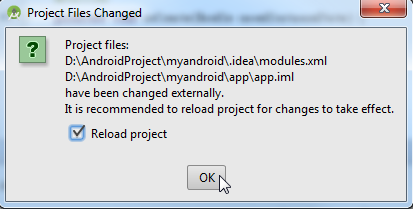 Project Files Changed
?
Project files:
D:\AndroidProject\myandroid\.idea\modules.xml
D:\AndroidProject\myandroid\app\app.iml
have been changed externally.
It is recommended to reload project for changes to take effect.
Reload project
OK